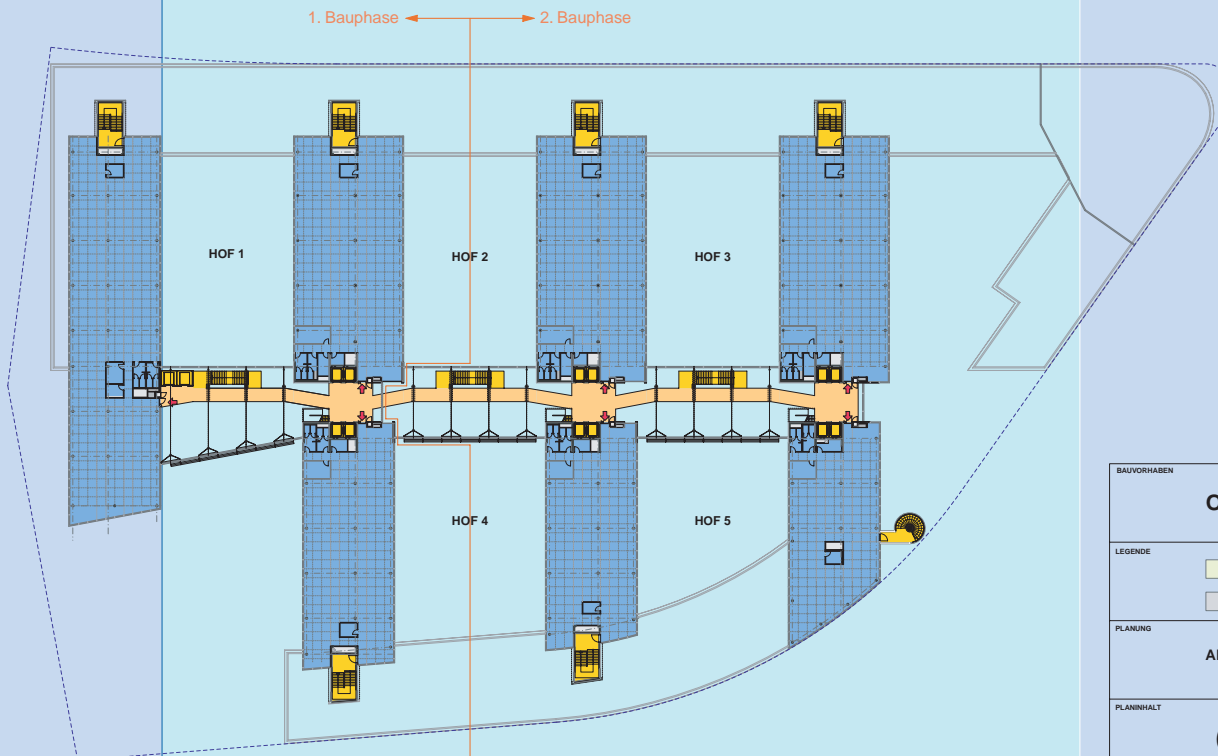 1. Bauphase
2. Bauphase
HOF 1
HOF 2
HOF 3
HOF 4
HOF 5
BAUVORHABEN
LEGENDE
PLANUNG
PLANINHALT